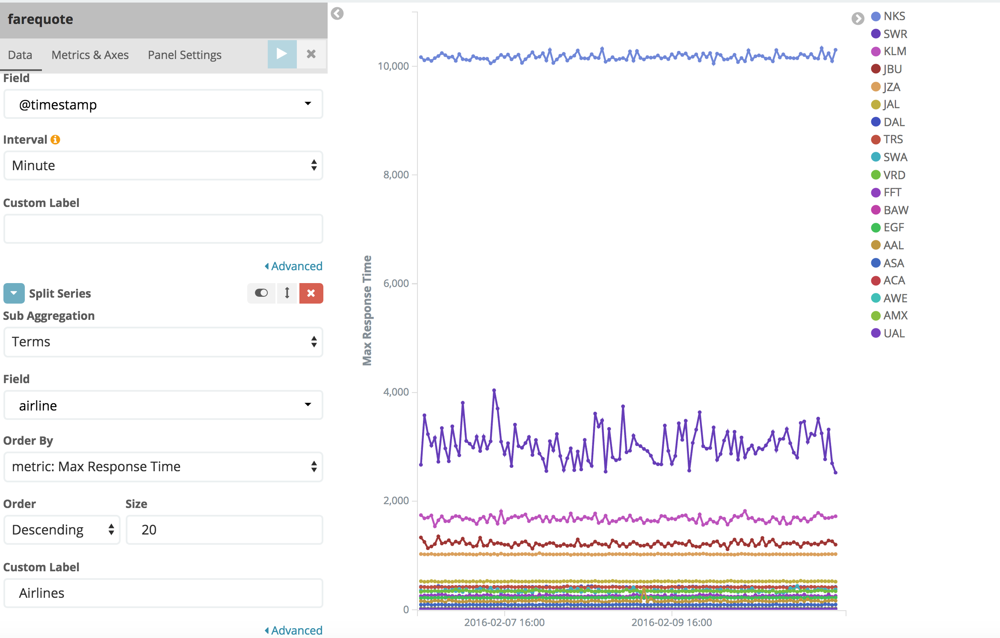 farequote
Data Metrics & Axes Panel Settings
Field
@timestamp
Interval
Minute
Custom Label
Advanced
Split Series
Sub Aggregation
Terms
Field
airline
Order By
metric: Max Response Time
Order Size
Descending 20
Custom Label
Airlines
Advanced
Max Response Time
10,000
8,000
6,000
4,000
2,000
0
2016-02-07 16:00 2016-02-09 16:00
NKS
SWR
KLM
JBU
JZA
JAL
DAL
TRS
SWA
VRD
FFT
BAW
EGF
AAL
ASA
ACA
AWE
AMX
UAL